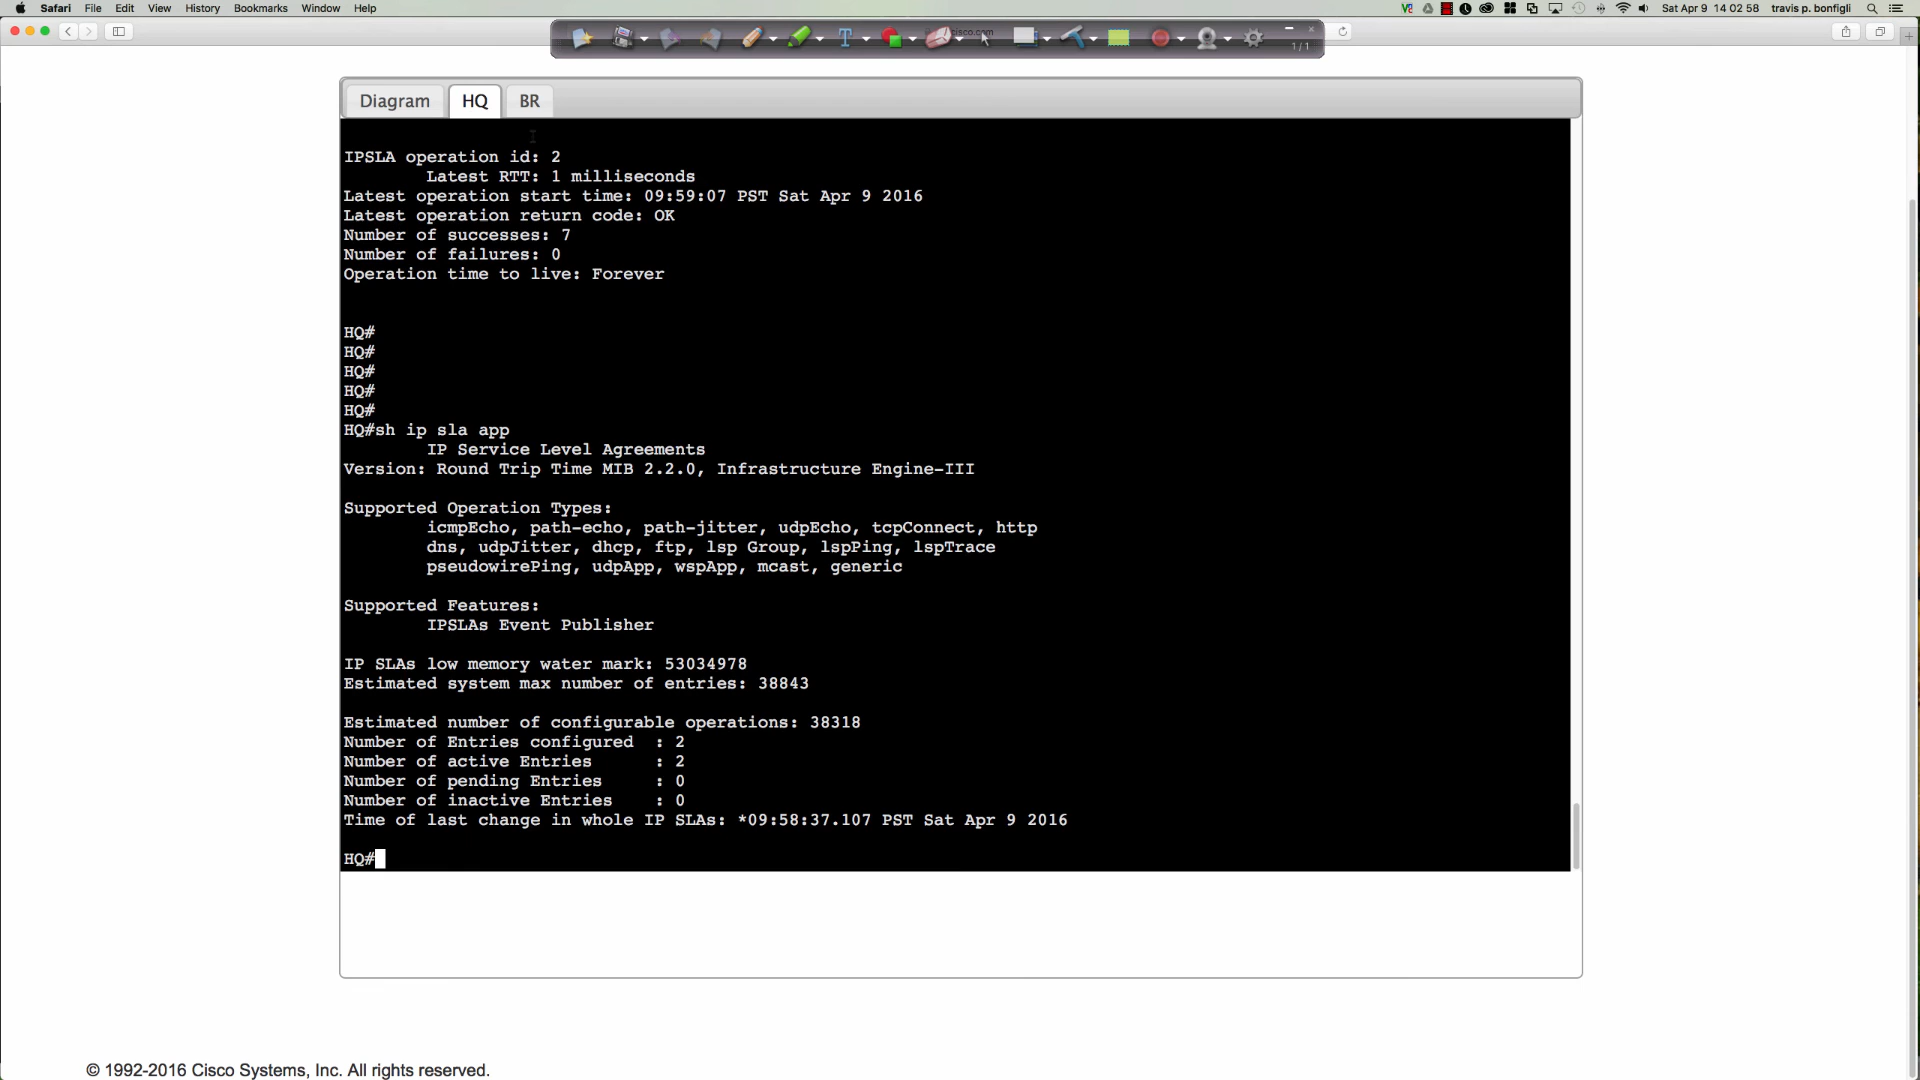 Safari File Edit View History Bookmarks Window Help
Sat Apr 9 14 02 58 travis p. bonfigli
cisco.com
1/1
Diagram HQ BR
IPSLA operation id: 2
Latest RTT: 1 milliseconds
Latest operation start time: 09:59:07 PST Sat Apr 9 2016
Latest operation return code: OK
Number of successes: 7
Number of failures: 0
Operation time to live: Forever
HQ#
HQ#
HQ#
HQ#
HQ#
HQ#sh ip sla app
IP Service Level Agreements
Version: Round Trip Time MIB 2.2.0, Infrastructure Engine-III
Supported Operation Types:
icmpEcho, path-echo, path-jitter, udpEcho, tcpConnect, http
dns, udpJitter, dhcp, ftp, lsp Group, lspPing, lspTrace
pseudowirePing, udpApp, wspApp, mcast, generic
Supported Features:
IPSLAs Event Publisher
IP SLAs low memory water mark: 53034978
Estimated system max number of entries: 38843
Estimated number of configurable operations: 38318
Number of Entries configured : 2
Number of active Entries : 2
Number of pending Entries : 0
Number of inactive Entries : 0
Time of last change in whole IP SLAs: *09:58:37.107 PST Sat Apr 9 2016
HQ#
© 1992-2016 Cisco Systems, Inc. All rights reserved.